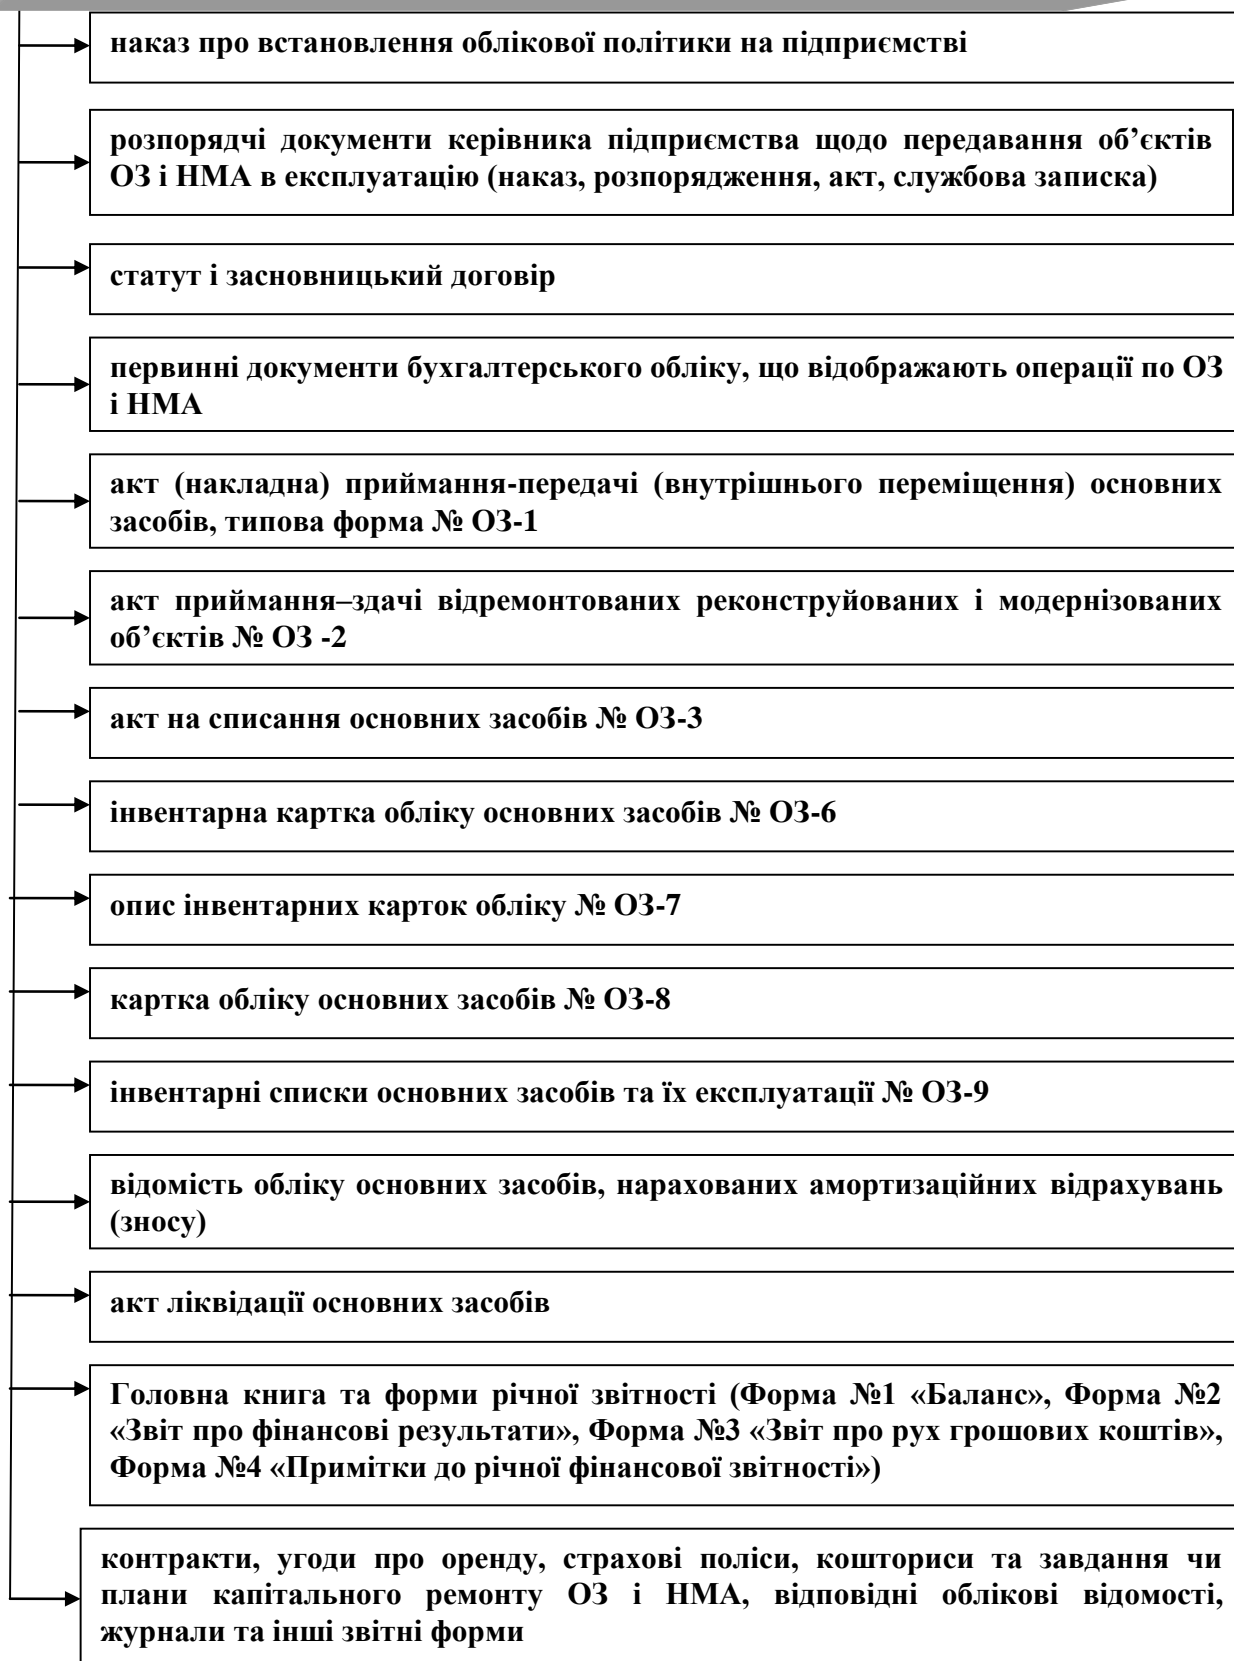 наказ про встановлення облікової політики на підприємстві
розпорядчі документи керівника підприємства щодо передавання об’єктів
ОЗ і НМА в експлуатацію (наказ, розпорядження, акт, службова записка)
статут і засновницький договір
первинні документи бухгалтерського обліку, що відображають операції по ОЗ
і НМА
акт (накладна) приймання-передачі (внутрішнього переміщення) основних
засобів, типова форма № ОЗ-1
акт приймання–здачі відремонтованих реконструйованих і модернізованих
об’єктів № ОЗ -2
акт на списання основних засобів № ОЗ-3
інвентарна картка обліку основних засобів № ОЗ-6
опис інвентарних карток обліку № ОЗ-7
картка обліку основних засобів № ОЗ-8
інвентарні списки основних засобів та їх експлуатації № ОЗ-9
відомість обліку основних засобів, нарахованих амортизаційних відрахувань
(зносу)
акт ліквідації основних засобів
Головна книга та форми річної звітності (Форма №1 «Баланс», Форма №2
«Звіт про фінансові результати», Форма №3 «Звіт про рух грошових коштів»,
Форма №4 «Примітки до річної фінансової звітності»)
контракти, угоди про оренду, страхові поліси, кошториси та завдання чи
плани капітального ремонту ОЗ і НМА, відповідні облікові відомості,
журнали та інші звітні форми